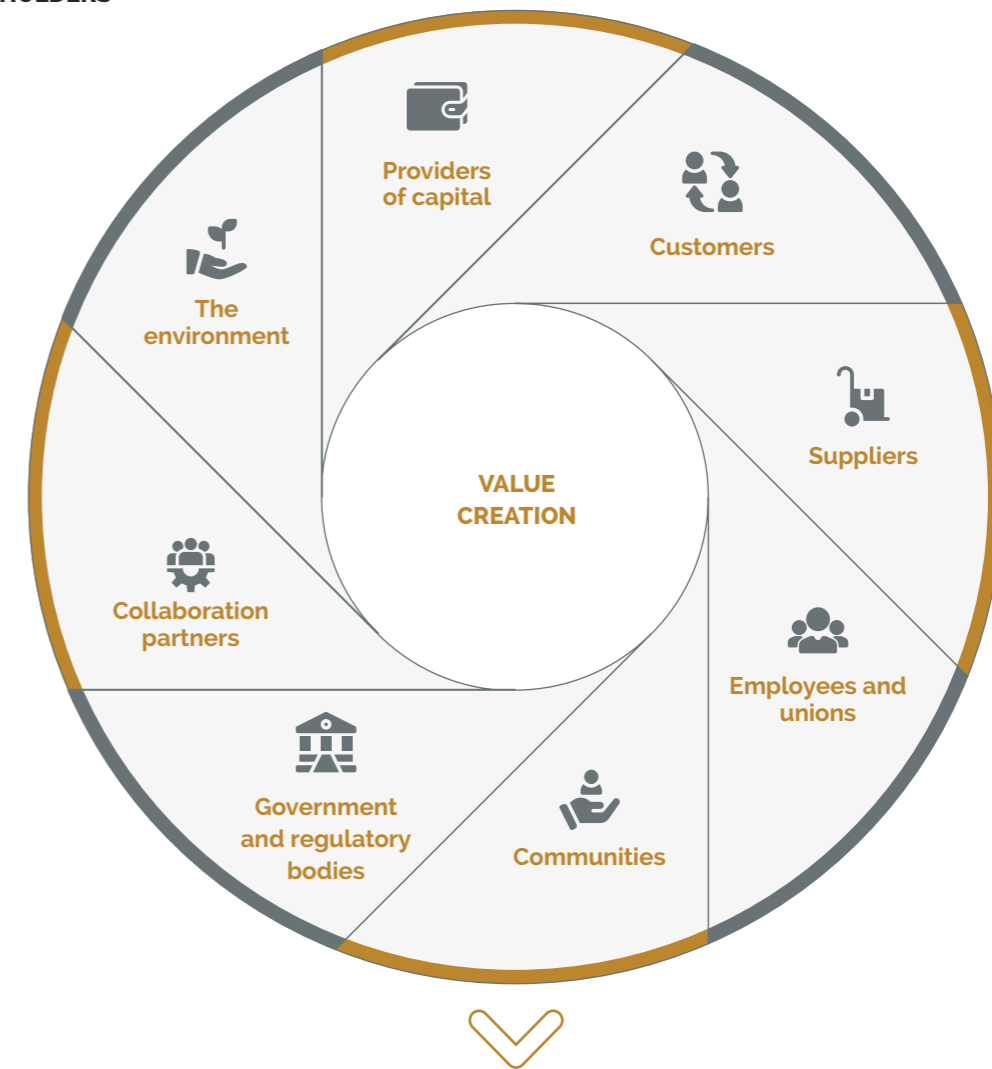 HOLDERS
Providers
of capital
Customers
The
environment
Suppliers
VALUE
CREATION
Collaboration
partners
Employees and
unions
Government
and regulatory
bodies
Communities